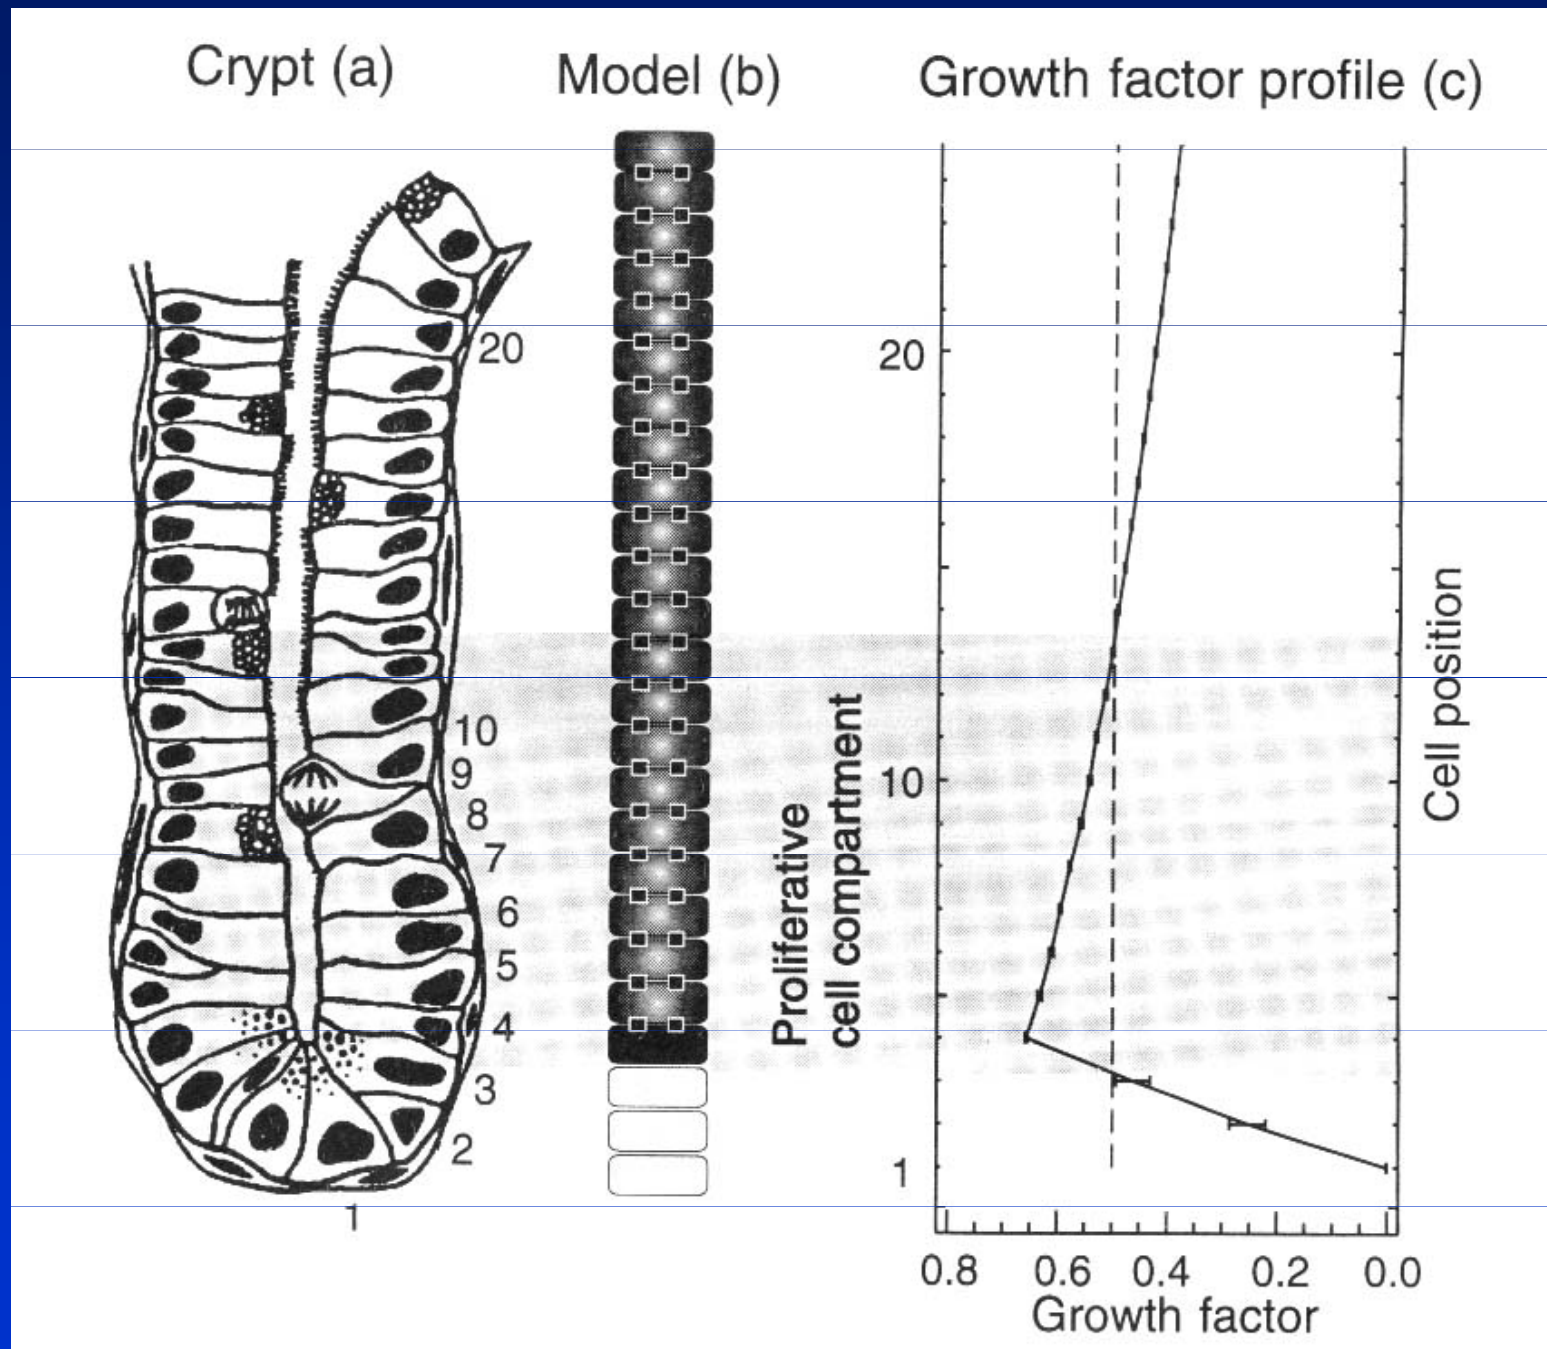 Crypt (a)
Model (b)
Growth factor profile (c)
20
10
9
8
7
6
5
4
3
2
1
Proliferative
cell compartment
20
10
1
0.8 0.6 0.4 0.2 0.0
Growth factor
Cell position